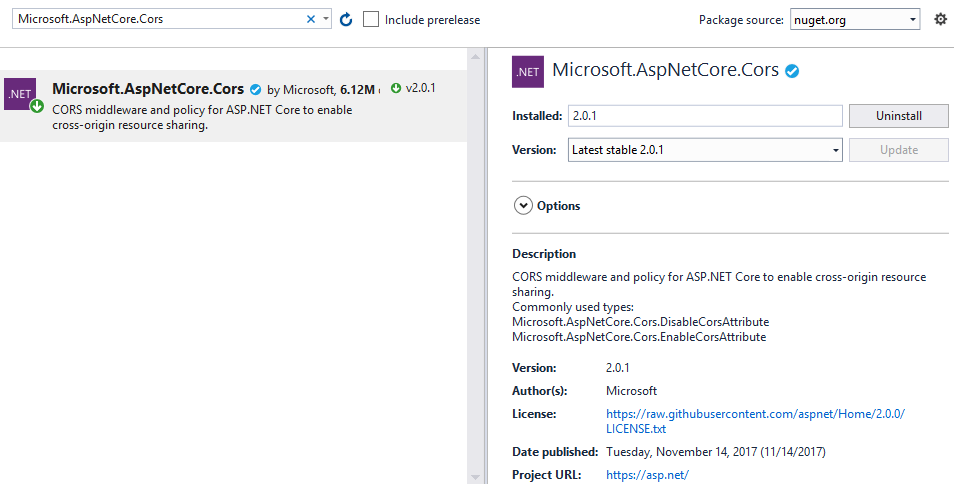 Microsoft.AspNetCore.Cors
Include prerelease
Package source: nuget.org
.NET
Microsoft.AspNetCore.Cors by Microsoft, 6.12M v2.0.1
CORS middleware and policy for ASP.NET Core to enable
cross-origin resource sharing.
.NET
Microsoft.AspNetCore.Cors
Installed: 2.0.1 Uninstall
Version: Latest stable 2.0.1 Update
Options
Description
CORS middleware and policy for ASP.NET Core to enable cross-origin resource
sharing.
Commonly used types:
Microsoft.AspNetCore.Cors.DisableCorsAttribute
Microsoft.AspNetCore.Cors.EnableCorsAttribute
Version: 2.0.1
Author(s): Microsoft
License: https://raw.githubusercontent.com/aspnet/Home/2.0.0/
LICENSE.txt
Date published: Tuesday, November 14, 2017 (11/14/2017)
Project URL: https://asp.net/